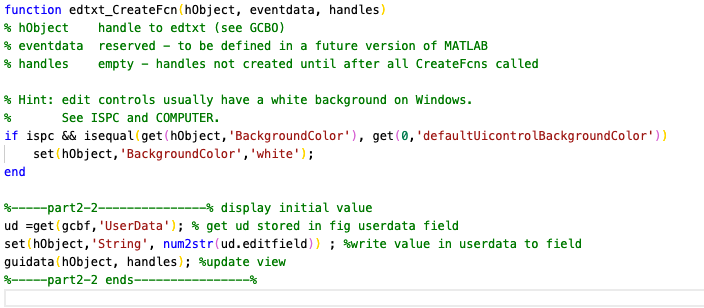 function edtxt_CreateFcn(hObject, eventdata, handles)
% hObject    handle to edtxt (see GCBO)
% eventdata  reserved - to be defined in a future version of MATLAB
% handles    empty - handles not created until after all CreateFcns called

% Hint: edit controls usually have a white background on Windows.
%       See ISPC and COMPUTER.
if ispc && isequal(get(hObject,'BackgroundColor'), get(0,'defaultUicontrolBackgroundColor'))
    set(hObject,'BackgroundColor','white');
end

%-----part2-2---------------% display initial value
ud =get(gcbf,'UserData'); % get ud stored in fig userdata field
set(hObject,'String', num2str(ud.editfield)) ; %write value in userdata to field
guidata(hObject, handles); %update view
%-----part2-2 ends----------------%